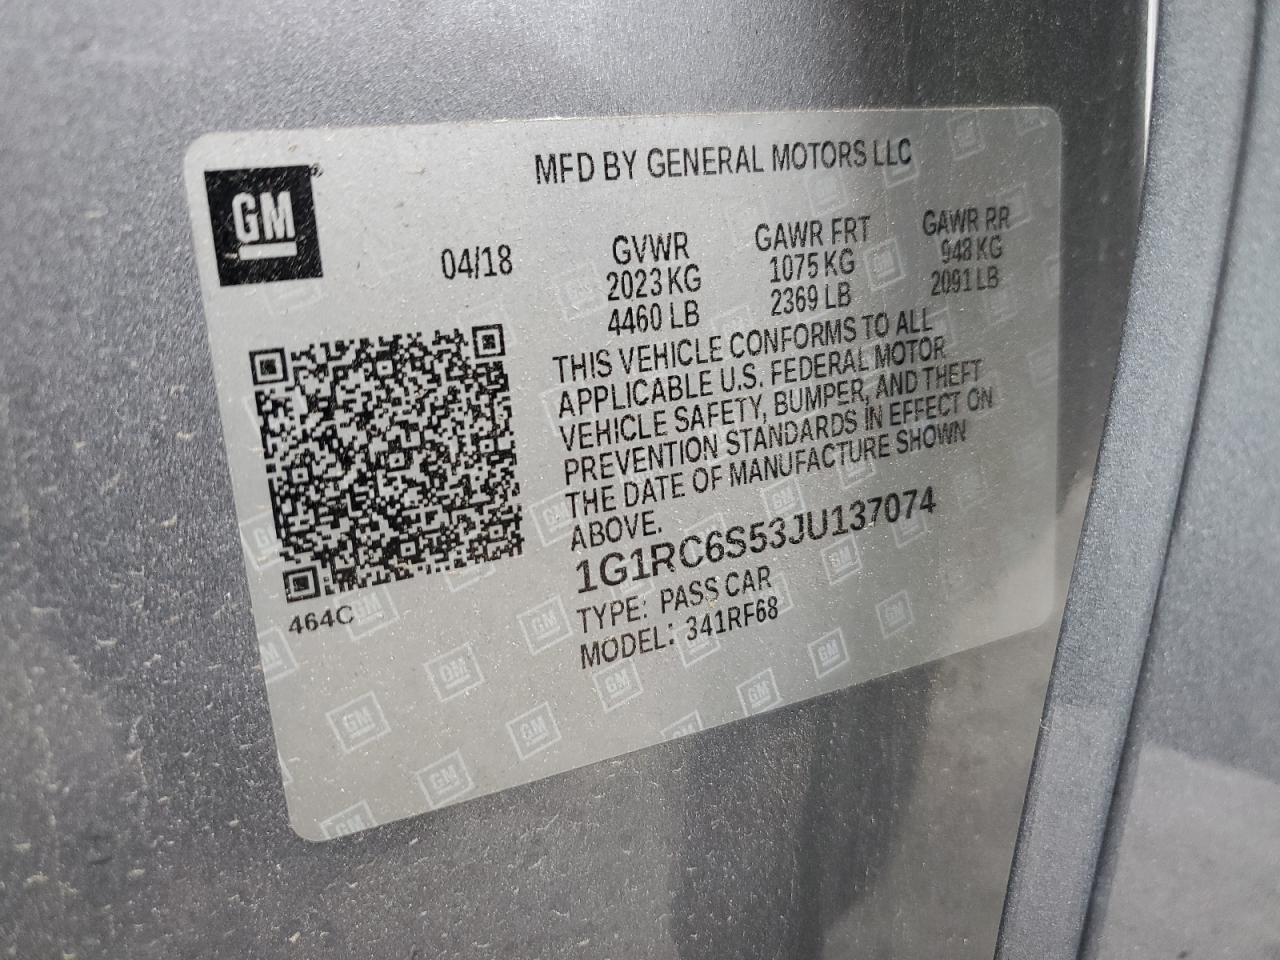 GM
MFD BY GENERAL MOTORS LLC
04/18
GVWR
2023 KG
4460 LB
GAWR FRT
1075 KG
2369 LB
GAWR RR
948 KG
2091 LB
THIS VEHICLE CONFORMS TO ALL
APPLICABLE U.S. FEDERAL MOTOR
VEHICLE SAFETY, BUMPER, AND THEFT
PREVENTION STANDARDS IN EFFECT ON
THE DATE OF MANUFACTURE SHOWN
ABOVE.
1G1RC6S53JU137074
TYPE: PASS CAR
MODEL: 341RF68
464C